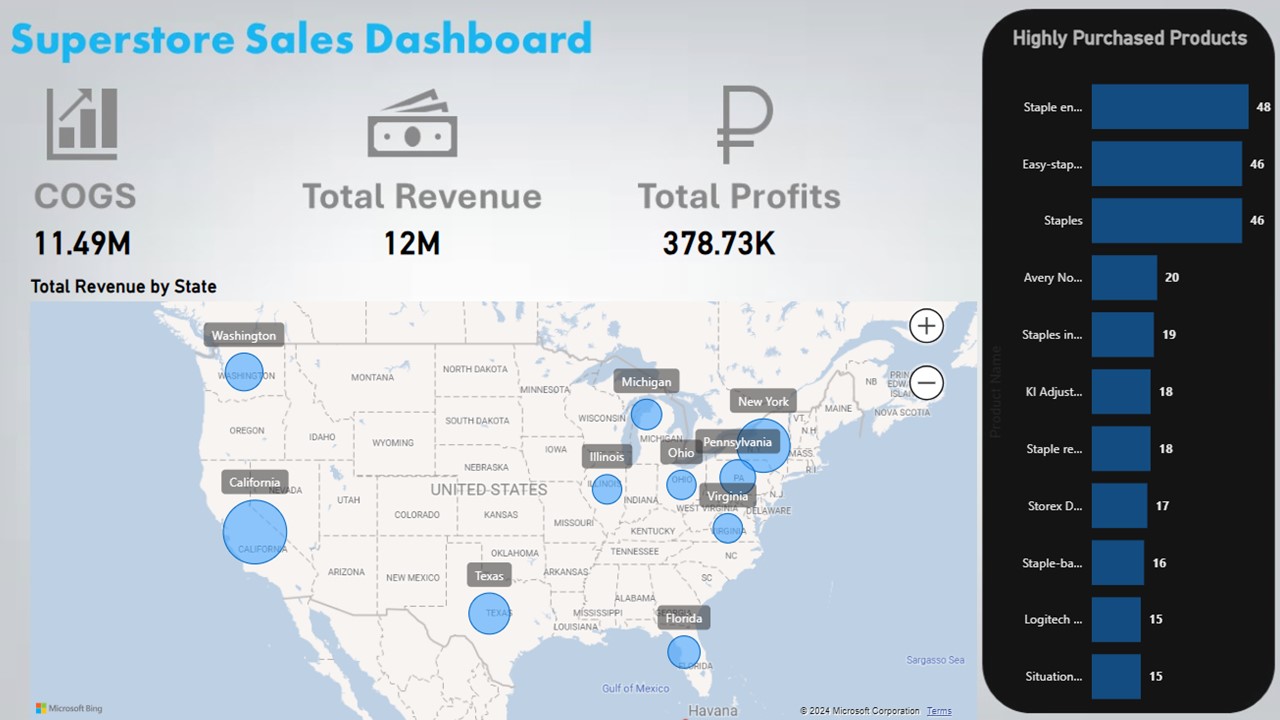 Superstore Sales Dashboard
COGS
11.49M
Total Revenue
12M
Total Profits
378.73K
Total Revenue by State
Washington
WASHINGTON
MONTANA
NORTH DAKOTA
MINNESOTA
Michigan
WISCONSIN
MICHIGAN
New York
VT.
N.H
MAINE
NB
NOVA SCOTIA
OREGON
IDAHO
WYOMING
SOUTH DAKOTA
IOWA
NEBRASKA
Illinois
ILLINOIS
Ohio
OHIO
Pennsylvania
PA
MASS
R.I
N.J
California
NEVADA
UTAH
UNITED STATES
COLORADO
KANSAS
MISSOURI
INDIANA
WEST VIRGINIA
DELAWARE
Virginia
VIRGINIA
KENTUCKY
CALIFORNIA
ARIZONA
NEW MEXICO
OKLAHOMA
ARKANSAS
TENNESSEE
NC
SC
Texas
TEXAS
MISSISSIPPI
ALABAMA
GEORGIA
LOUISIANA
Florida
FLORIDA
Gulf of Mexico
Sargasso Sea
Havana
Microsoft Bing
© 2024 Microsoft Corporation Terms
Highly Purchased Products
Product Name
Staple en... 48
Easy-stap... 46
Staples 46
Avery No... 20
Staples in... 19
KI Adjust... 18
Staple re... 18
Storex D... 17
Staple-ba... 16
Logitech ... 15
Situation... 15